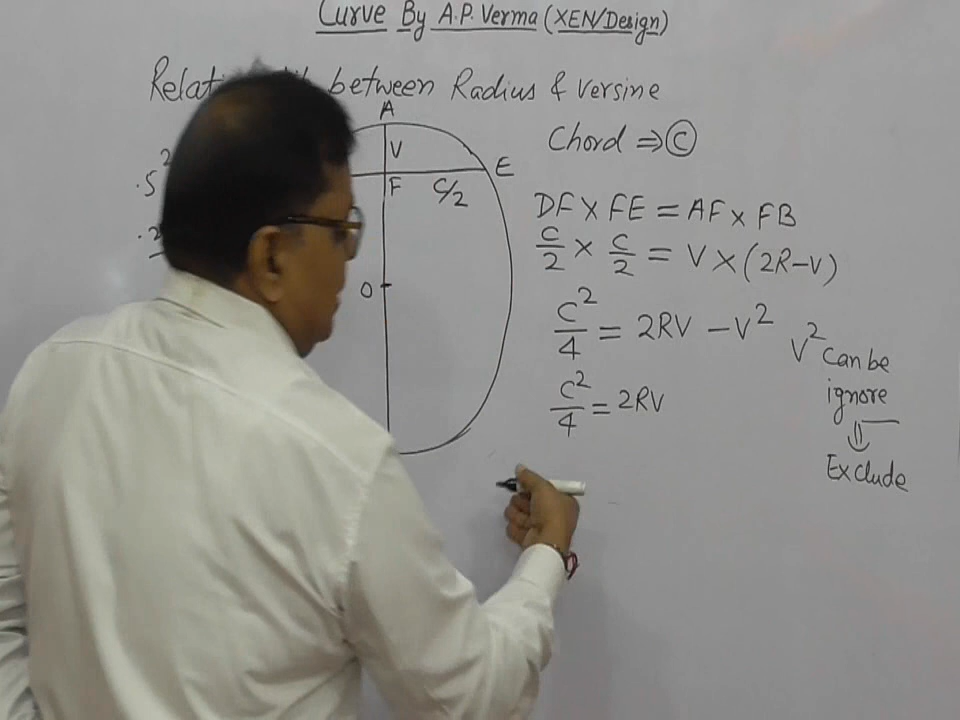 Curve By A.P. Verma (XEN/Design)
between Radius & versine
A
V
F
C/2
E
O
.5²
Chord ⇒ Ⓒ
DF X FE = AF X FB
C/2 X C/2 = V X (2R-V)
C²/4 = 2RV - V²
V² can be
ignore
⇓
Exclude
C²/4 = 2RV